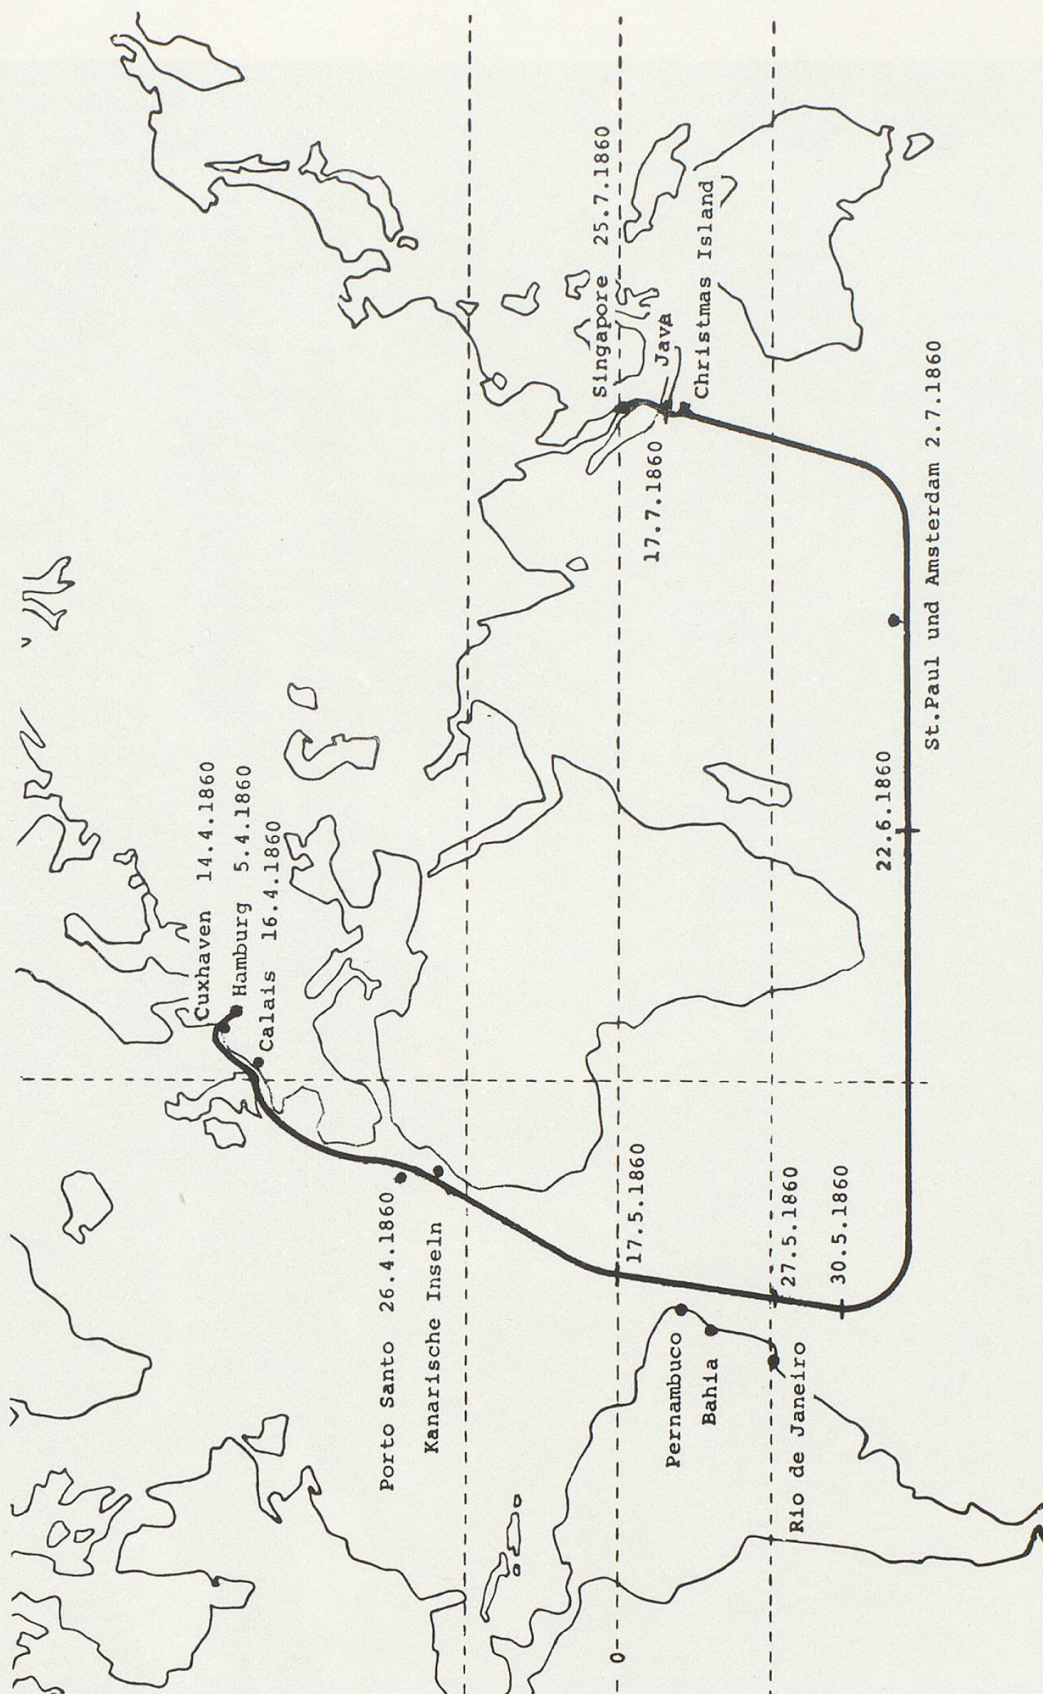 Cuxhaven 14.4.1860
Hamburg 5.4.1860
Calais 16.4.1860
Porto Santo 26.4.1860
Kanarische Inseln
17.5.1860
Pernambuco
Bahia
Rio de Janeiro
27.5.1860
30.5.1860
22.6.1860
St.Paul und Amsterdam 2.7.1860
17.7.1860
Christmas Island
Java
Singapore 25.7.1860
0